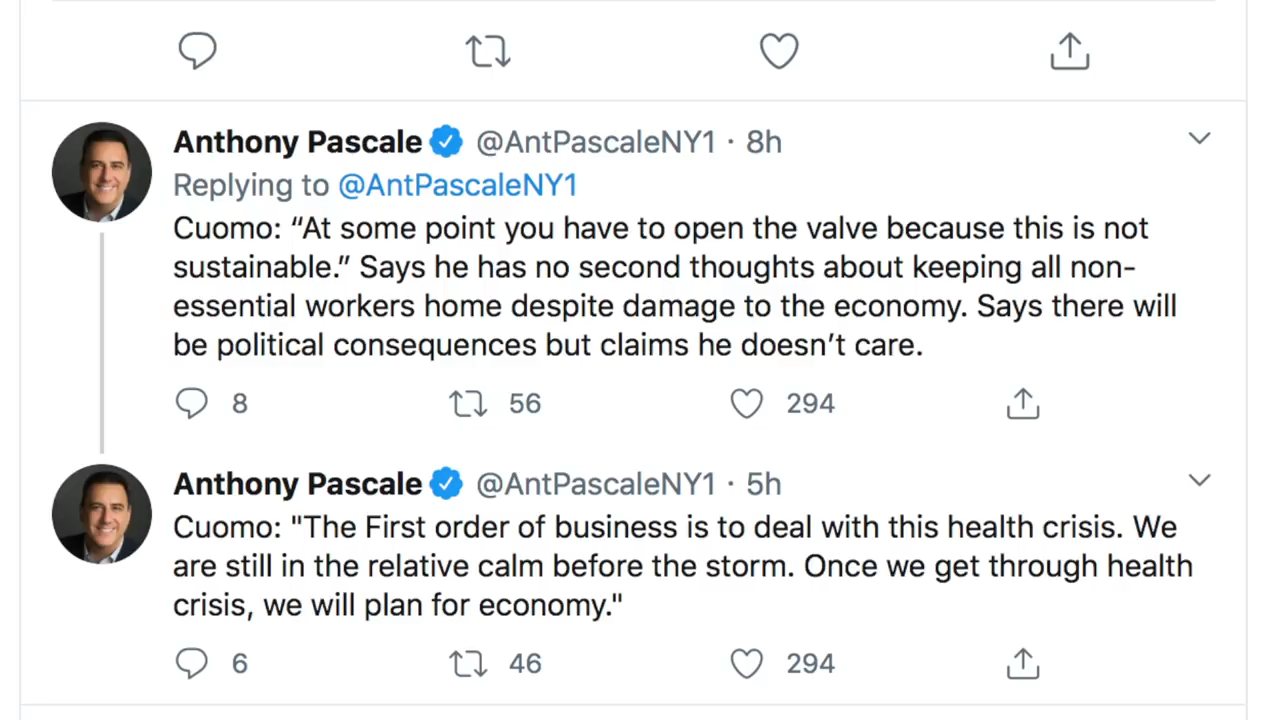 Anthony Pascale @AntPascaleNY1 · 8h
Replying to @AntPascaleNY1
Cuomo: “At some point you have to open the valve because this is not
sustainable.” Says he has no second thoughts about keeping all non-
essential workers home despite damage to the economy. Says there will
be political consequences but claims he doesn’t care.
8 56 294
Anthony Pascale @AntPascaleNY1 · 5h
Cuomo: "The First order of business is to deal with this health crisis. We
are still in the relative calm before the storm. Once we get through health
crisis, we will plan for economy."
6 46 294